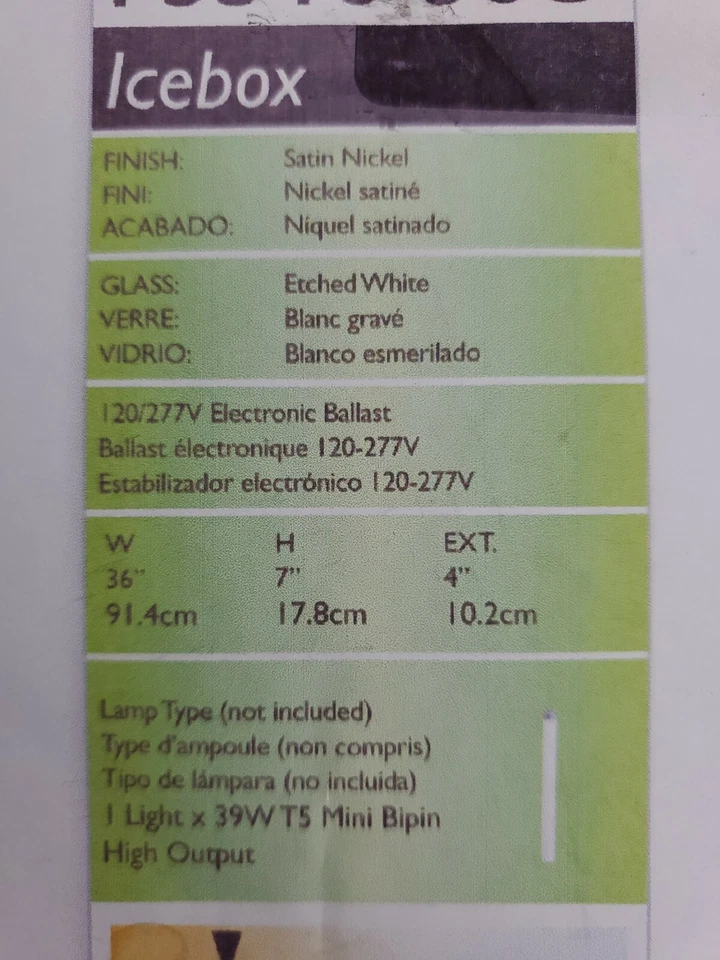 Icebox
FINISH: Satin Nickel
FINI: Nickel satiné
ACABADO: Níquel satinado
GLASS: Etched White
VERRE: Blanc gravé
VIDRIO: Blanco esmerilado
120/277V Electronic Ballast
Ballast électronique 120-277V
Estabilizador electrónico 120-277V
W H EXT.
36" 7" 4"
91.4cm 17.8cm 10.2cm
Lamp Type (not included)
Type d'ampoule (non compris)
Tipo de lámpara (no incluida)
1 Light x 39W T5 Mini Bipin
High Output